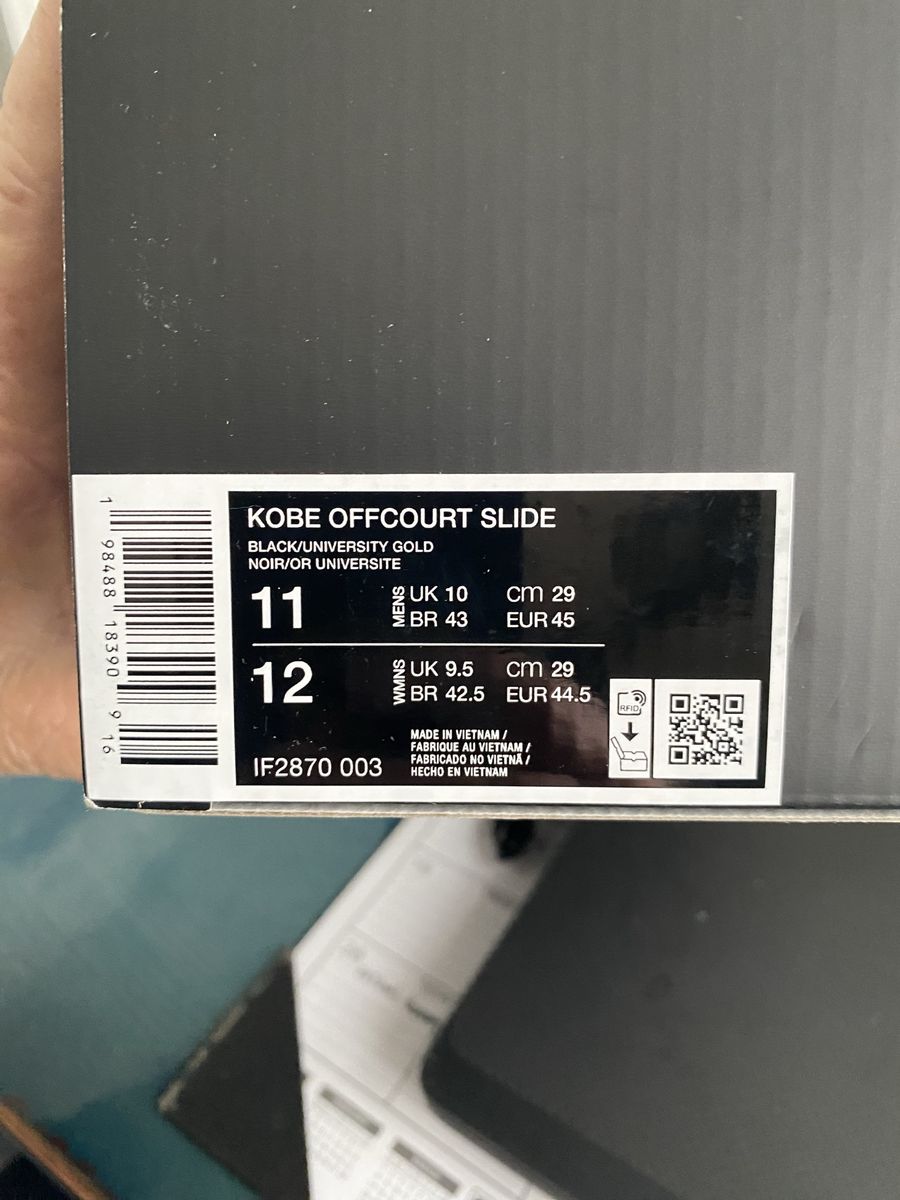 KOBE OFFCOURT SLIDE
BLACK/UNIVERSITY GOLD
NOIR/OR UNIVERSITE
11 MENS UK 10 cm 29
BR 43 EUR 45
12 WMNS UK 9.5 cm 29
BR 42.5 EUR 44.5
MADE IN VIETNAM /
FABRIQUE AU VIETNAM /
FABRICADO NO VIETNÃ /
HECHO EN VIETNAM
IF2870 003
RFID
1 98488 18390 9 16